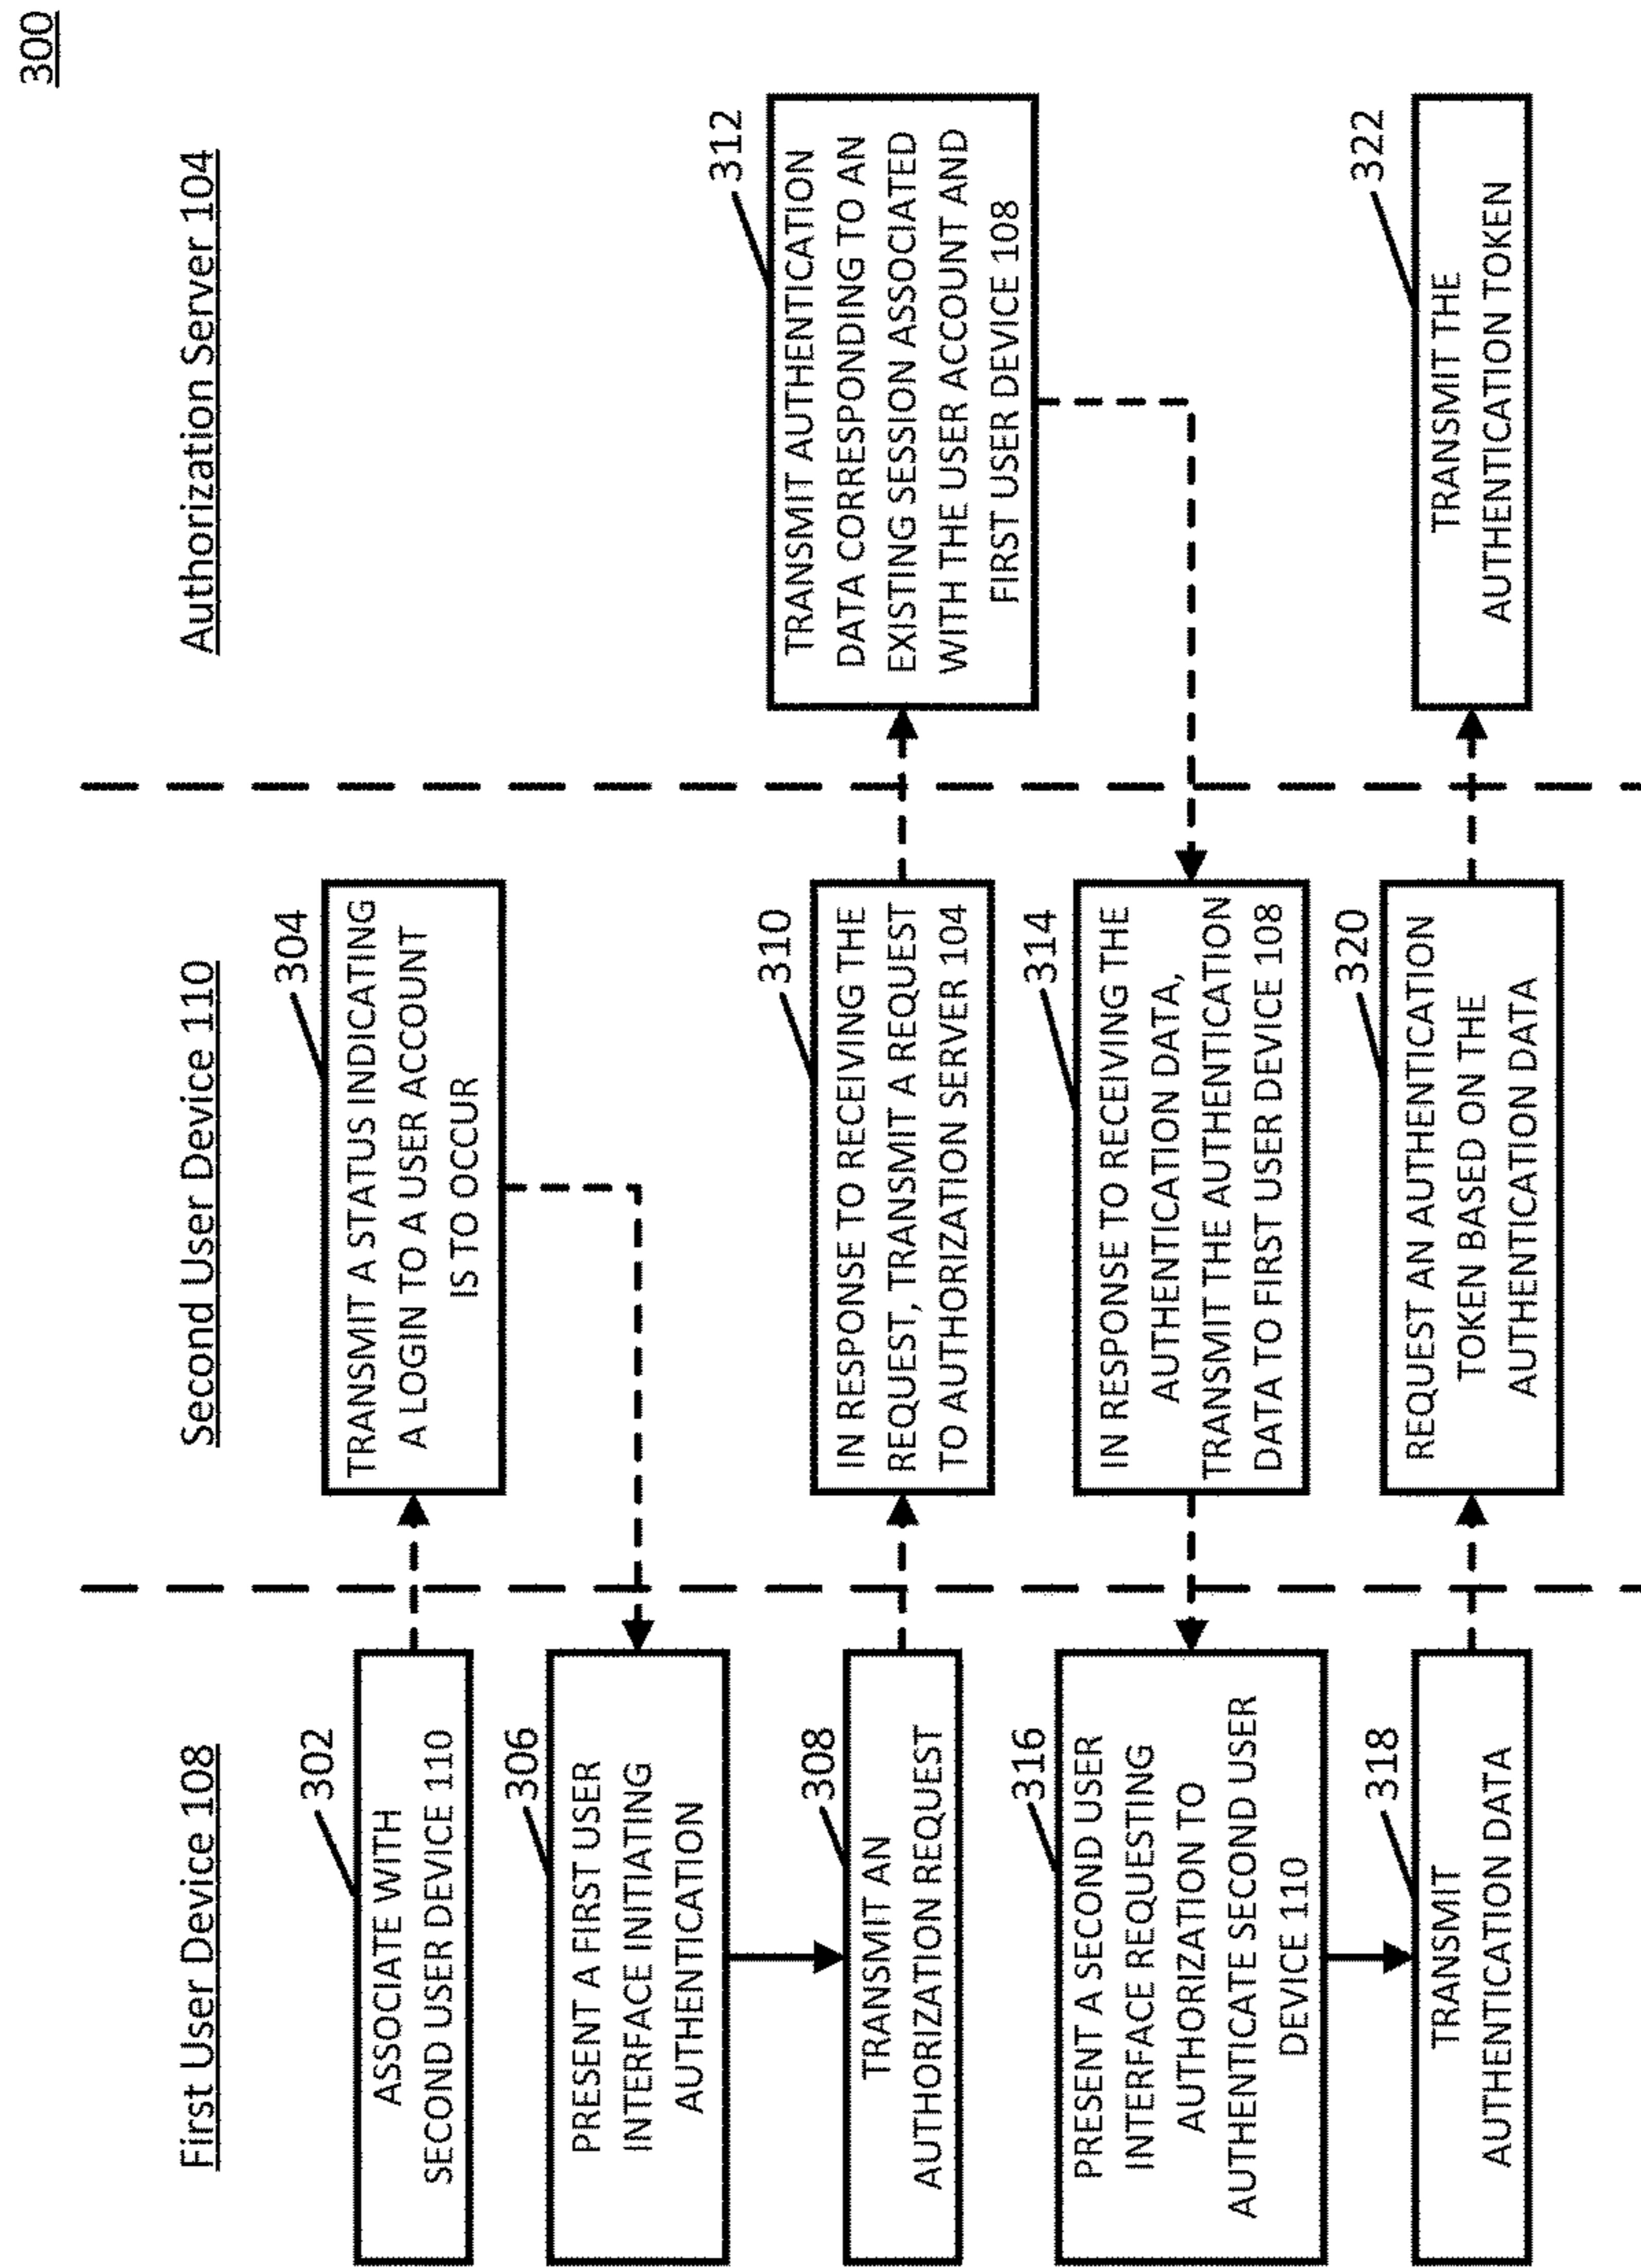 300
First User Device 108
Second User Device 110
Authorization Server 104
302
ASSOCIATE WITH
SECOND USER DEVICE 110
304
TRANSMIT A STATUS INDICATING
A LOGIN TO A USER ACCOUNT
IS TO OCCUR
306
PRESENT A FIRST USER
INTERFACE INITIATING
AUTHENTICATION
308
TRANSMIT AN
AUTHORIZATION REQUEST
310
IN RESPONSE TO RECEIVING THE
REQUEST, TRANSMIT A REQUEST
TO AUTHORIZATION SERVER 104
312
TRANSMIT AUTHENTICATION
DATA CORRESPONDING TO AN
EXISTING SESSION ASSOCIATED
WITH THE USER ACCOUNT AND
FIRST USER DEVICE 108
314
IN RESPONSE TO RECEIVING THE
AUTHENTICATION DATA,
TRANSMIT THE AUTHENTICATION
DATA TO FIRST USER DEVICE 108
316
PRESENT A SECOND USER
INTERFACE REQUESTING
AUTHORIZATION TO
AUTHENTICATE SECOND USER
DEVICE 110
318
TRANSMIT
AUTHENTICATION DATA
320
REQUEST AN AUTHENTICATION
TOKEN BASED ON THE
AUTHENTICATION DATA
322
TRANSMIT THE
AUTHENTICATION TOKEN